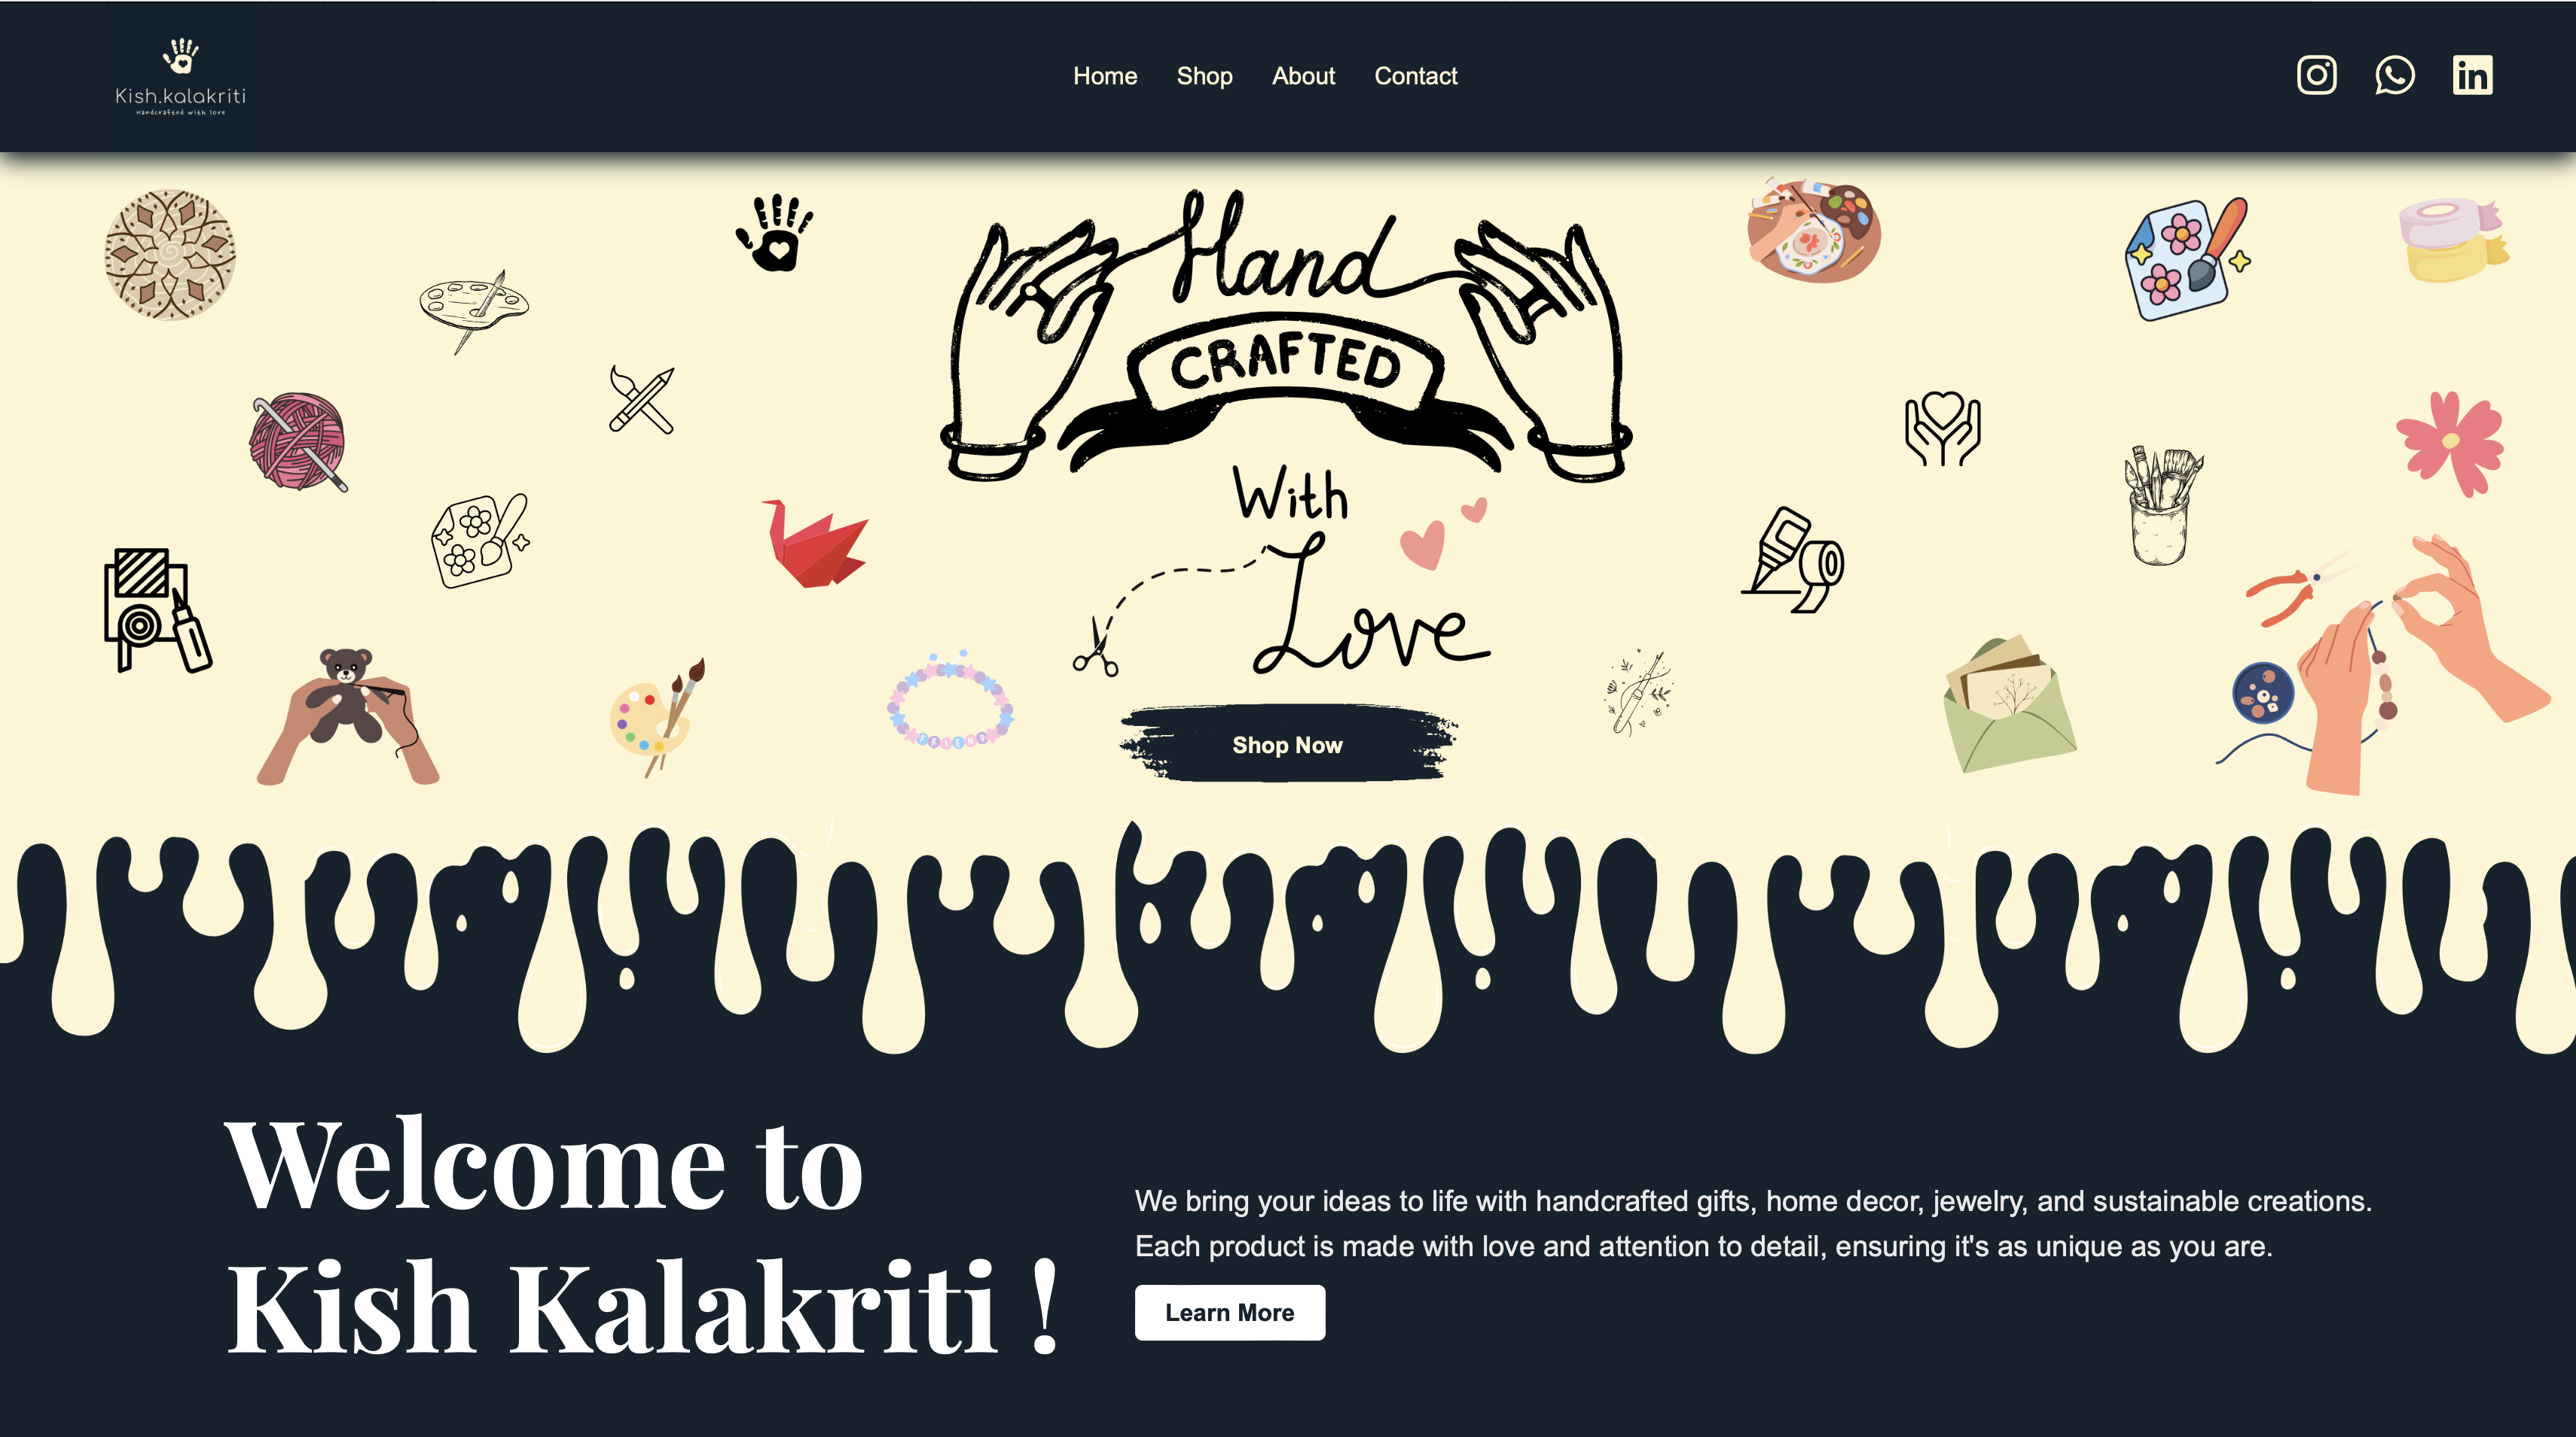 Kish.kalakriti
Handcrafted with love
Home Shop About Contact
Hand
CRAFTED
With
Love
FRIEND
Shop Now
Welcome to
Kish Kalakriti !
We bring your ideas to life with handcrafted gifts, home decor, jewelry, and sustainable creations.
Each product is made with love and attention to detail, ensuring it's as unique as you are.
Learn More